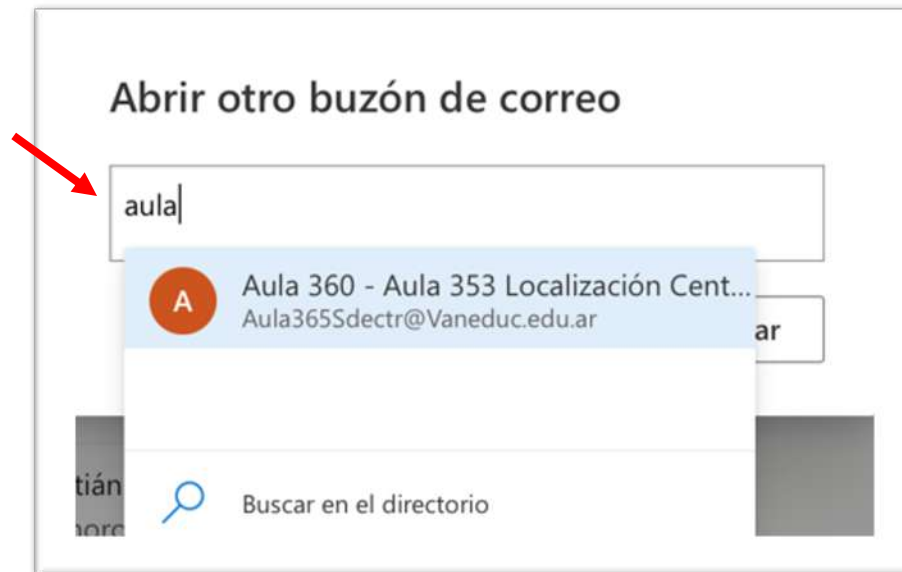 Abrir otro buzón de correo
aula
A
Aula 360 - Aula 353 Localización Cent...
Aula365Sdectr@Vaneduc.edu.ar
ar
tián
Buscar en el directorio